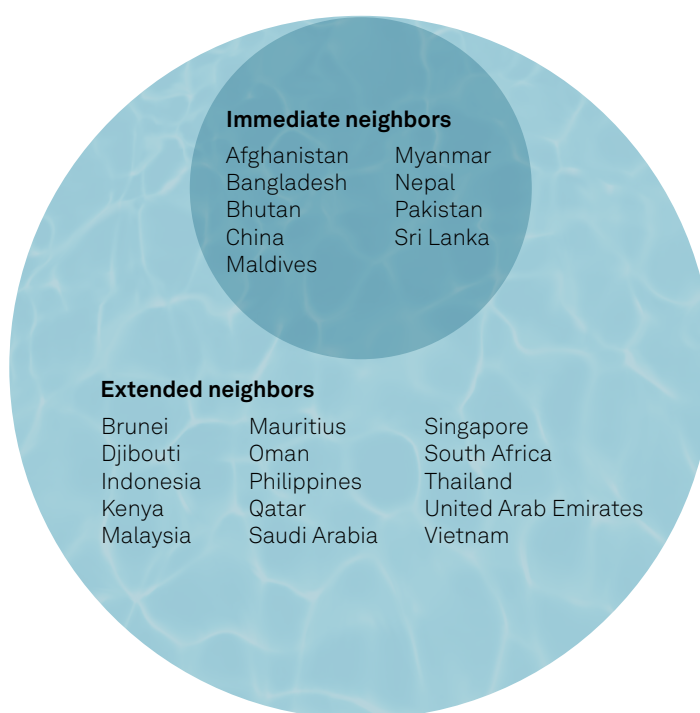 Immediate neighbors
Afghanistan
Bangladesh
Bhutan
China
Maldives
Myanmar
Nepal
Pakistan
Sri Lanka
Extended neighbors
Brunei
Djibouti
Indonesia
Kenya
Malaysia
Mauritius
Oman
Philippines
Qatar
Saudi Arabia
Singapore
South Africa
Thailand
United Arab Emirates
Vietnam